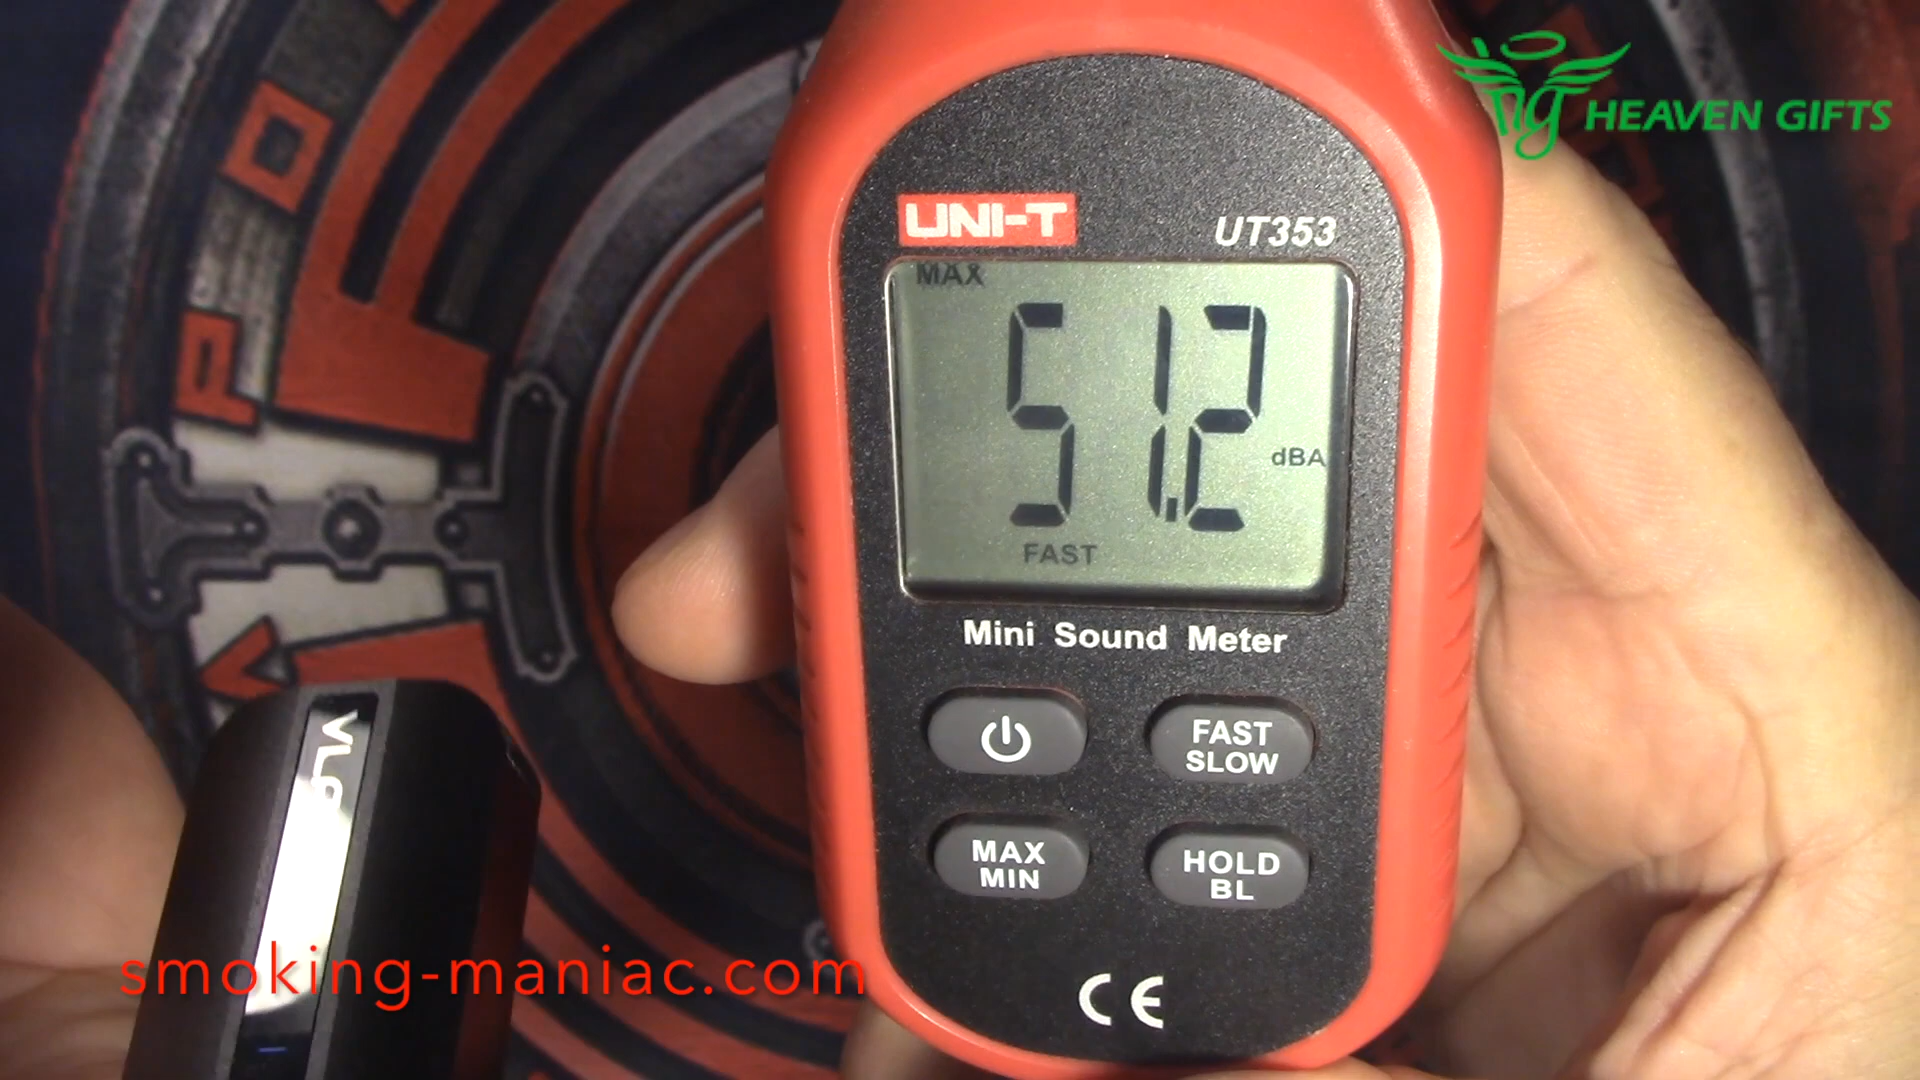 HEAVEN GIFTS
UNI-T
UT353
MAX
51.2
dBA
FAST
Mini Sound Meter
FAST
SLOW
MAX
MIN
HOLD
BL
CE
smoking-maniac.com